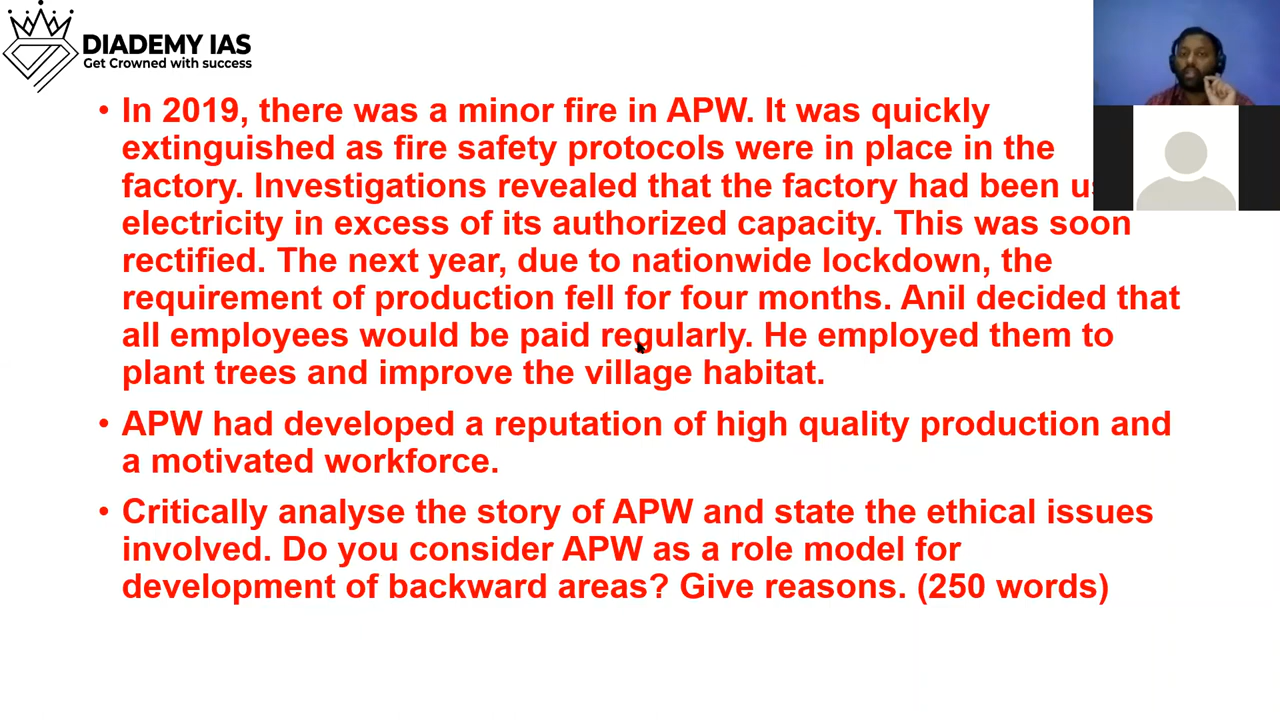 DIADEMY IAS
Get Crowned with success
• In 2019, there was a minor fire in APW. It was quickly
extinguished as fire safety protocols were in place in the
factory. Investigations revealed that the factory had been
electricity in excess of its authorized capacity. This was soon
rectified. The next year, due to nationwide lockdown, the
requirement of production fell for four months. Anil decided that
all employees would be paid regularly. He employed them to
plant trees and improve the village habitat.
• APW had developed a reputation of high quality production and
a motivated workforce.
• Critically analyse the story of APW and state the ethical issues
involved. Do you consider APW as a role model for
development of backward areas? Give reasons. (250 words)